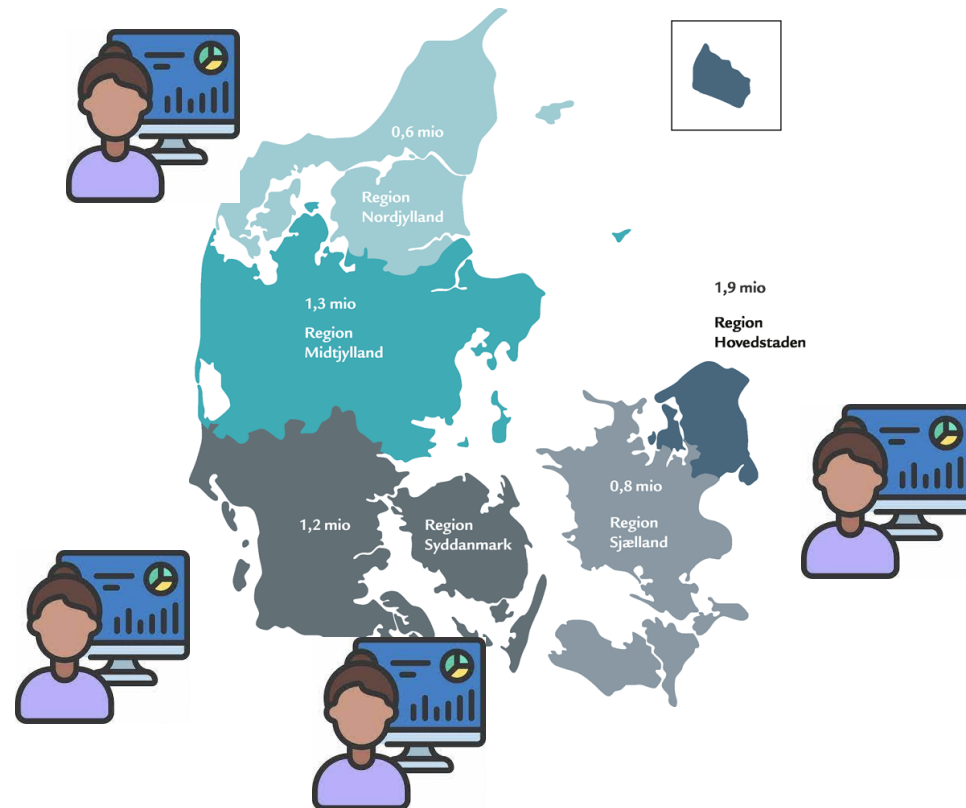 0,6 mio
Region
Nordjylland
1,3 mio
Region
Midtjylland
1,9 mio
Region
Hovedstaden
0,8 mio
Region
Sjælland
1,2 mio
Region
Syddanmark